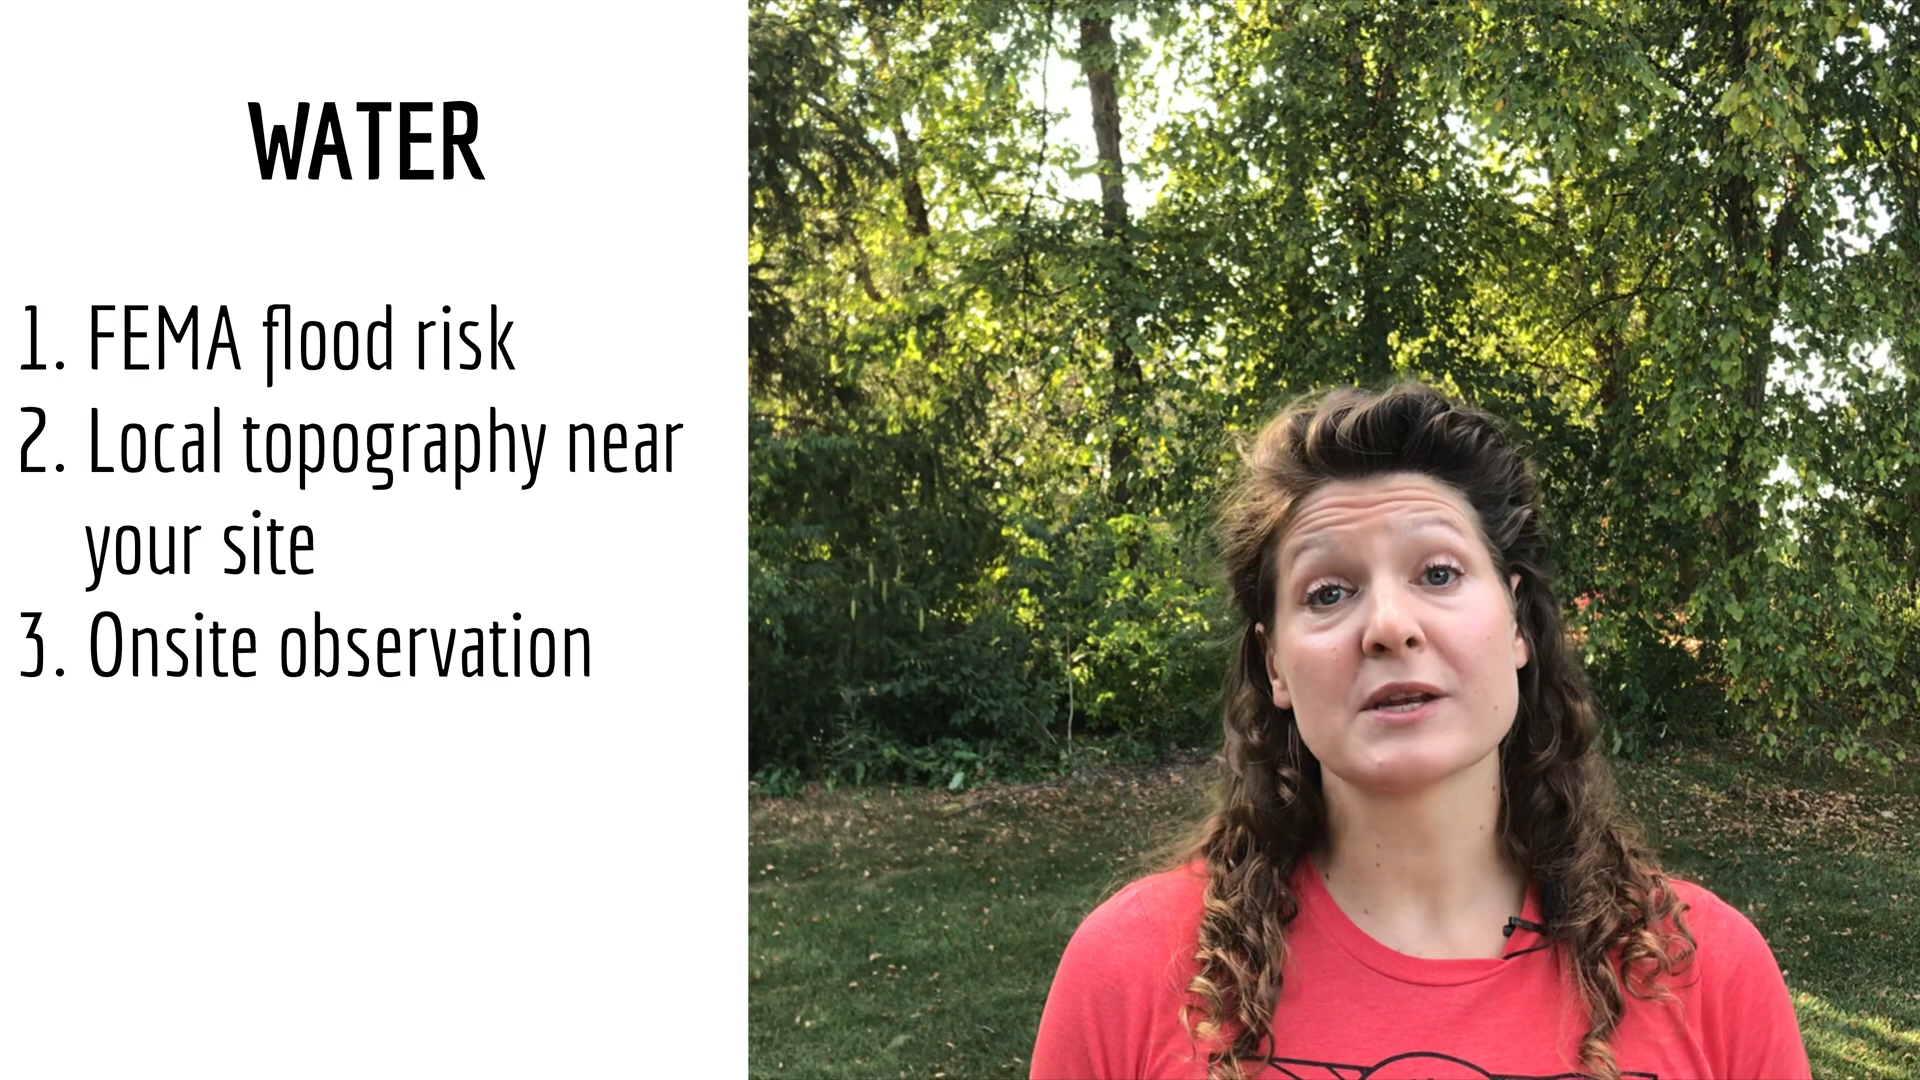 WATER
1. FEMA flood risk
2. Local topography near
your site
3. Onsite observation